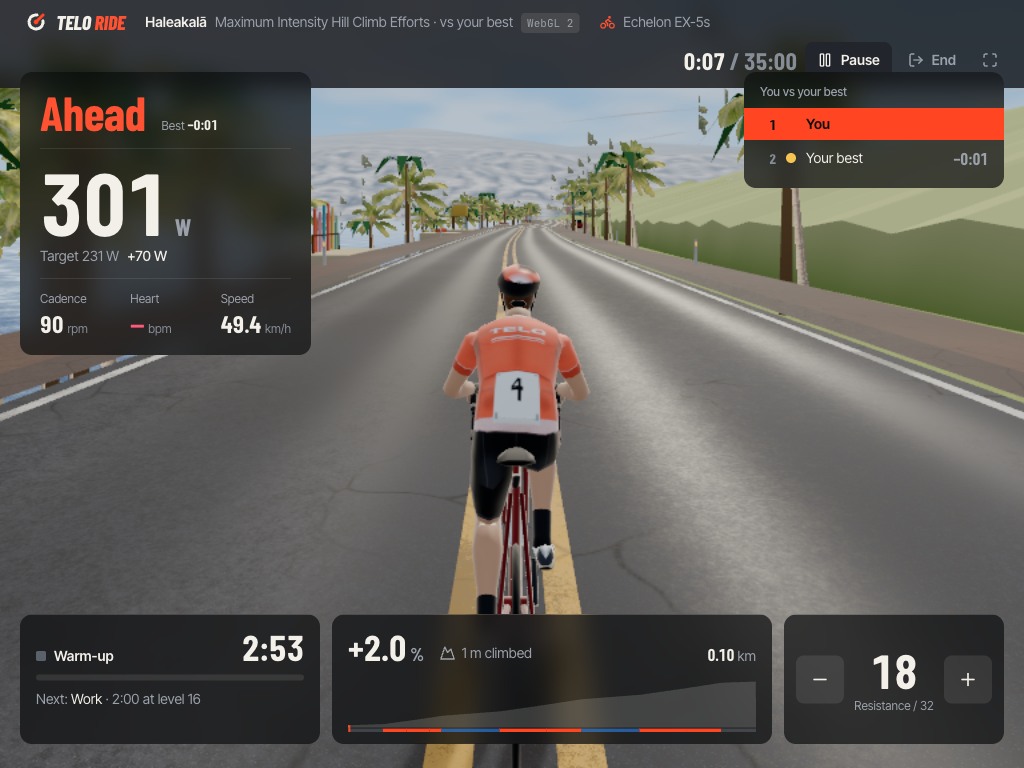 TELO RIDE Haleakalā Maximum Intensity Hill Climb Efforts · vs your best WebGL 2 Echelon EX-5s
0:07 / 35:00 Pause End
Ahead Best −0:01
301 W
Target 231 W +70 W
Cadence Heart Speed
90 rpm — bpm 49.4 km/h
You vs your best
1 You
2 Your best −0:01
TELO
4
Warm-up 2:53
Next: Work · 2:00 at level 16
+2.0 % 1 m climbed 0.10 km
− 18 +
Resistance / 32